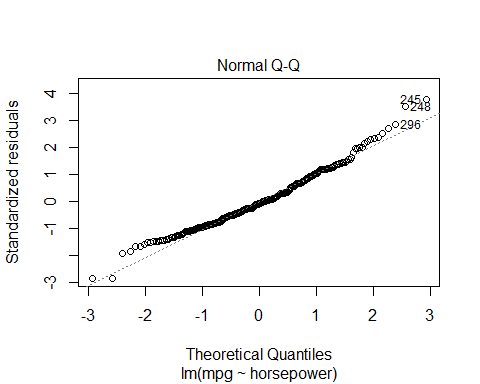 Normal Q-Q
Standardized residuals
4
3
2
1
0
-1
-3
245
248
296
-3 -2 -1 0 1 2 3
Theoretical Quantiles
lm(mpg ~ horsepower)